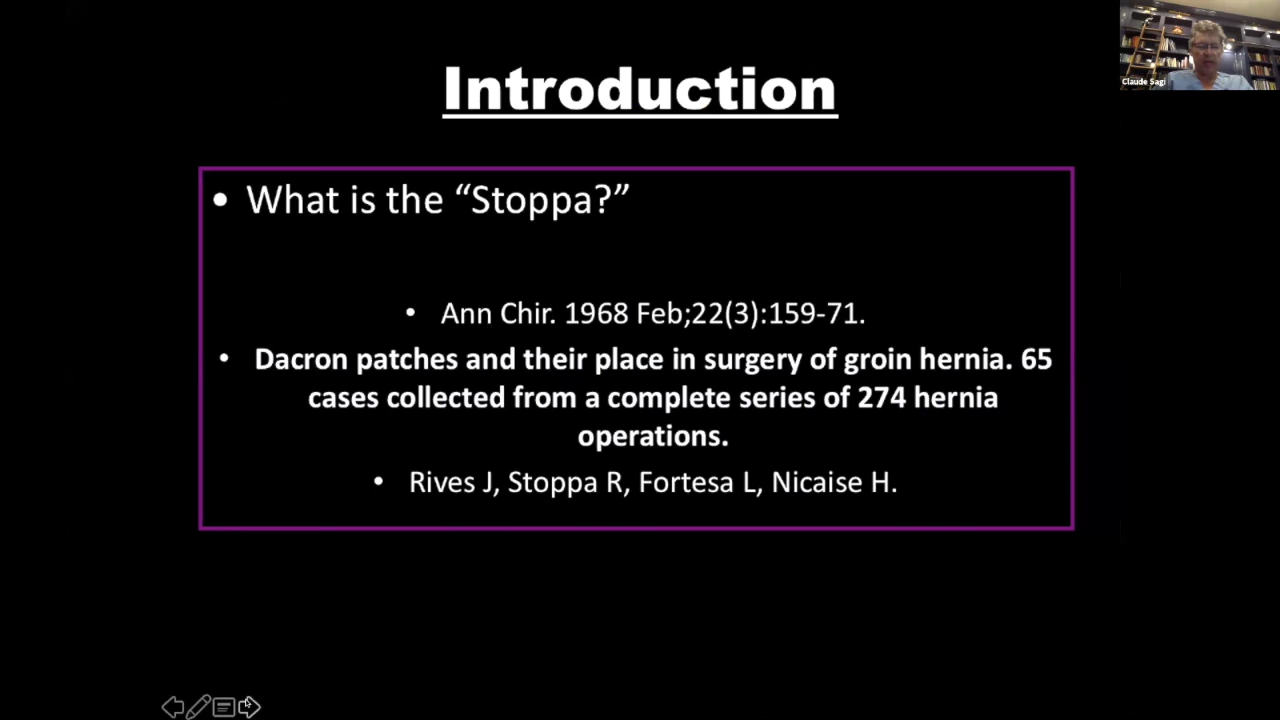 Introduction
Claude Sagi
• What is the “Stoppa?”
• Ann Chir. 1968 Feb;22(3):159-71.
• Dacron patches and their place in surgery of groin hernia. 65
cases collected from a complete series of 274 hernia
operations.
• Rives J, Stoppa R, Fortesa L, Nicaise H.